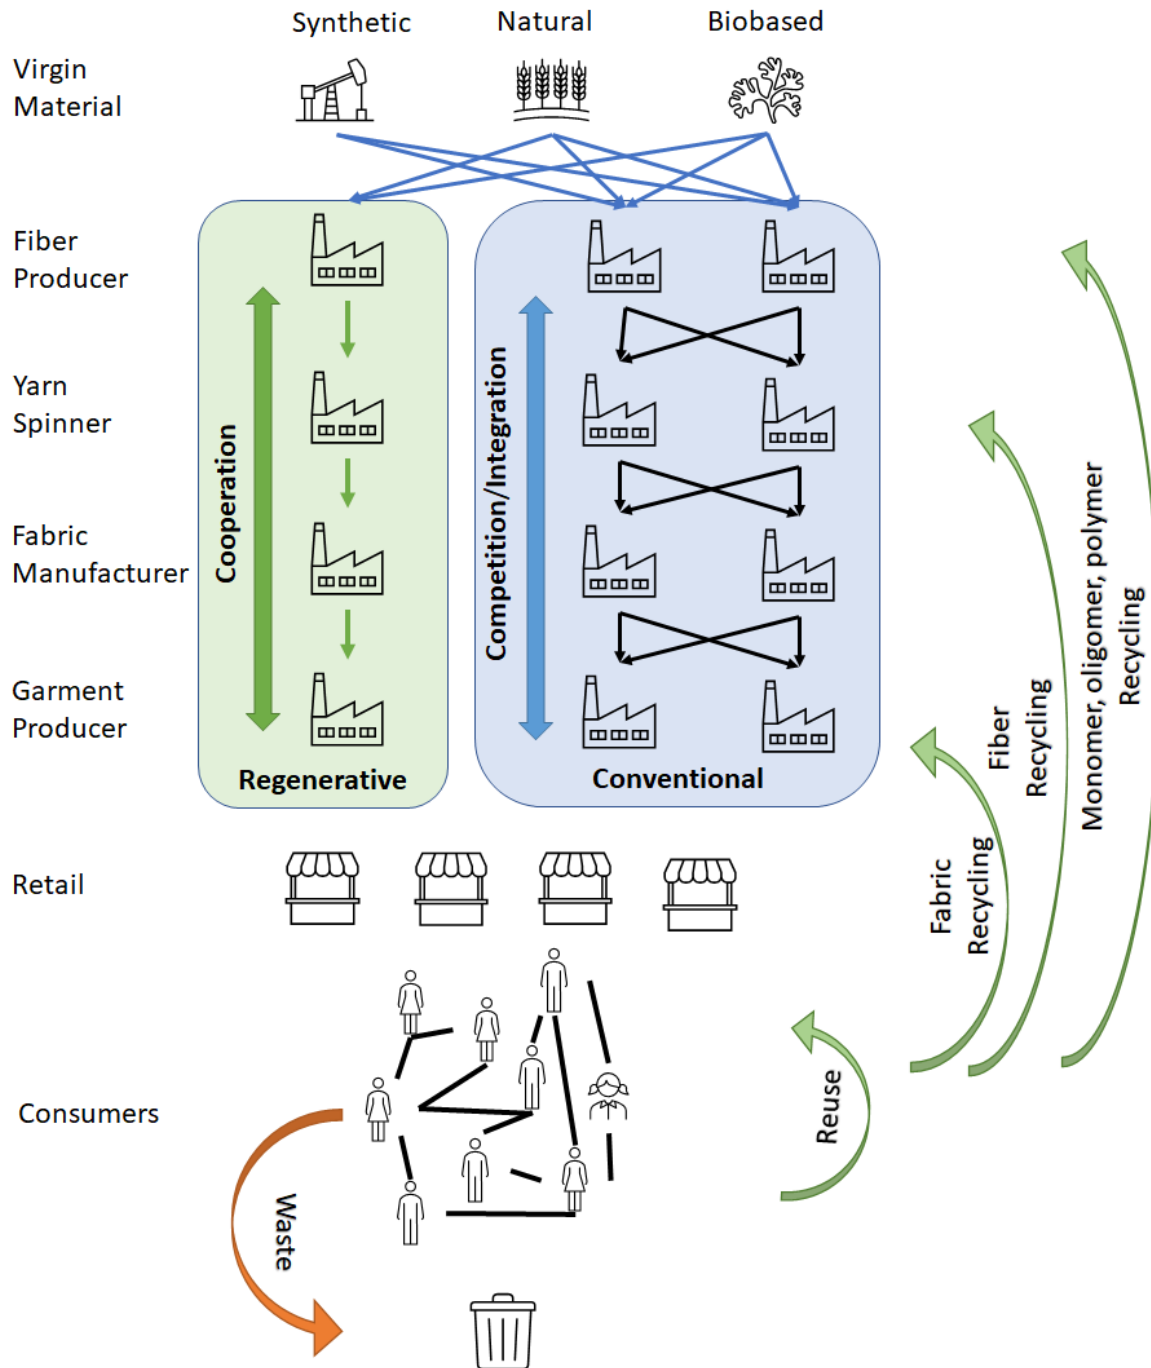 Synthetic
Natural
Biobased
Virgin
Material
Fiber
Producer
Yarn
Spinner
Fabric
Manufacturer
Garment
Producer
Cooperation
Regenerative
Competition/Integration
Conventional
Monomer, oligomer, polymer
Recycling
Fiber
Recycling
Fabric
Recycling
Retail
Consumers
Reuse
Waste